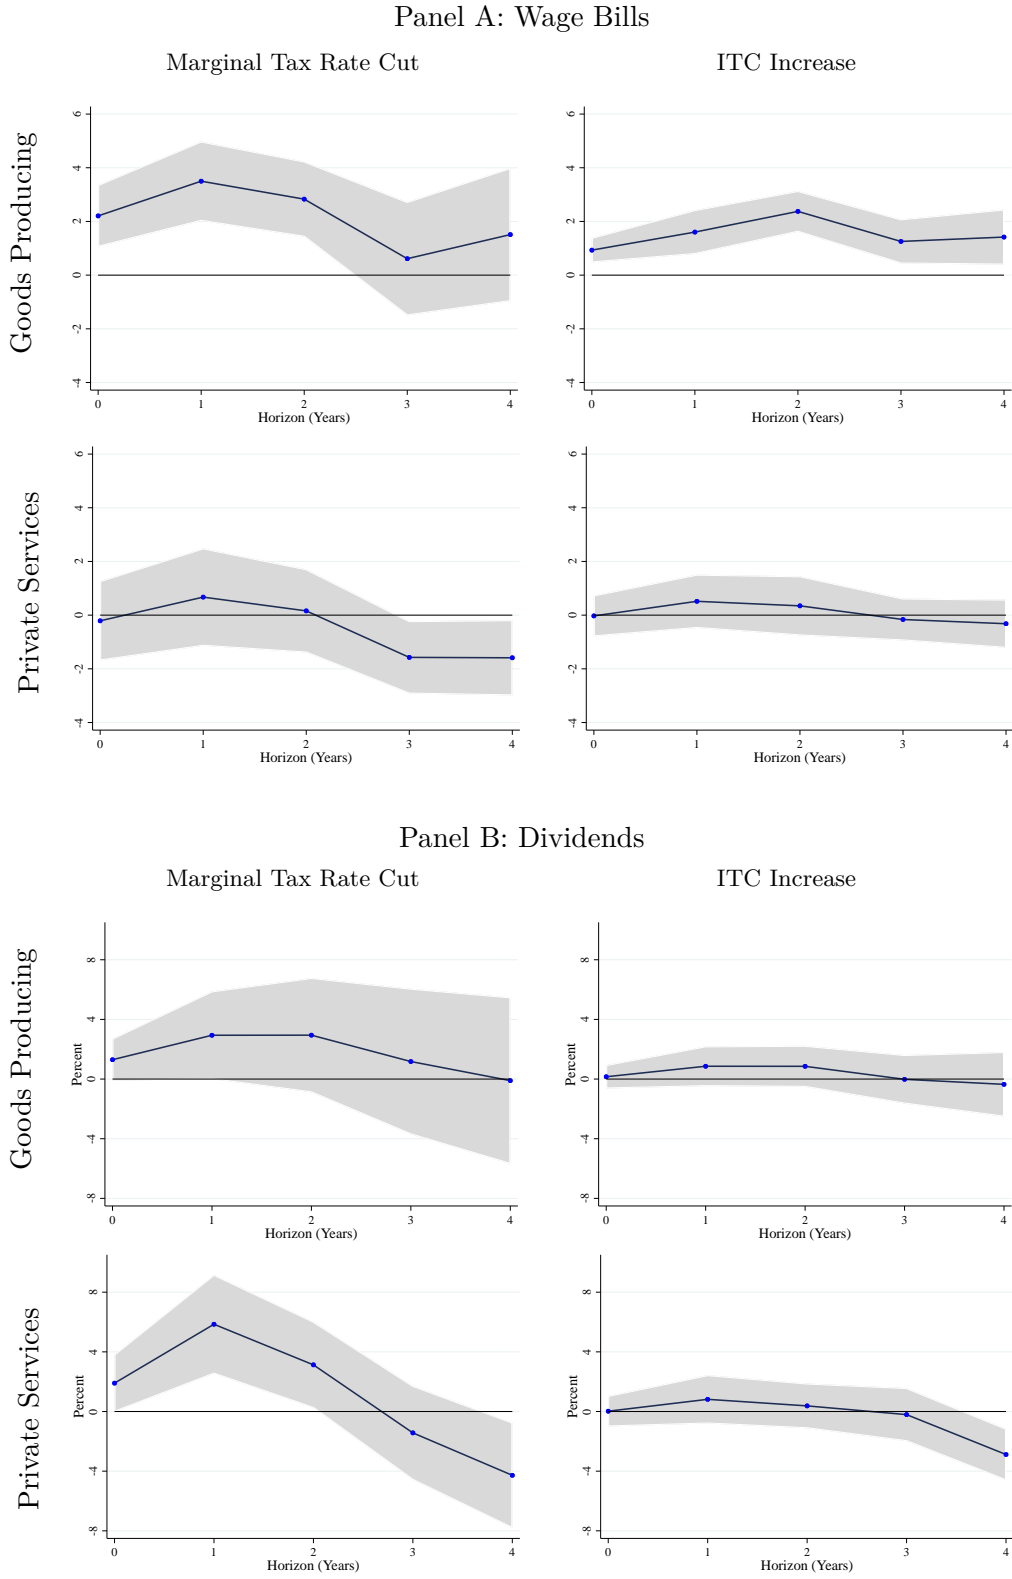 Panel A: Wage Bills
Marginal Tax Rate Cut
ITC Increase
Goods Producing
6
4
2
0
-2
-4
0 1 2 3 4
Horizon (Years)
6
4
2
0
-2
-4
0 1 2 3 4
Horizon (Years)
Private Services
6
4
2
0
-2
-4
0 1 2 3 4
Horizon (Years)
6
4
2
0
-2
-4
0 1 2 3 4
Horizon (Years)
Panel B: Dividends
Marginal Tax Rate Cut
ITC Increase
Goods Producing
Percent
8
4
0
-4
-8
0 1 2 3 4
Horizon (Years)
Percent
8
4
0
-4
-8
0 1 2 3 4
Horizon (Years)
Private Services
Percent
8
4
0
-4
-8
0 1 2 3 4
Horizon (Years)
Percent
8
4
0
-4
-8
0 1 2 3 4
Horizon (Years)